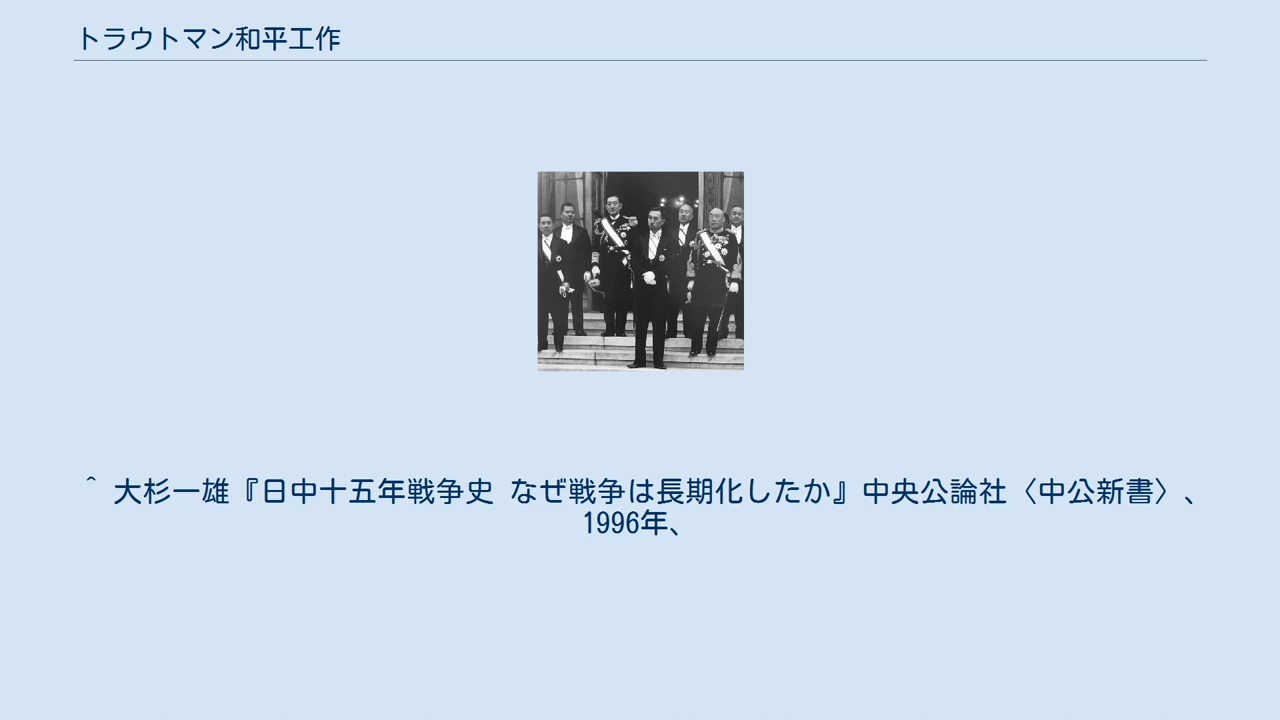 トラウトマン和平工作
^ 大杉一雄『日中十五年戦争史 なぜ戦争は長期化したか』中央公論社〈中公新書〉、
1996年、